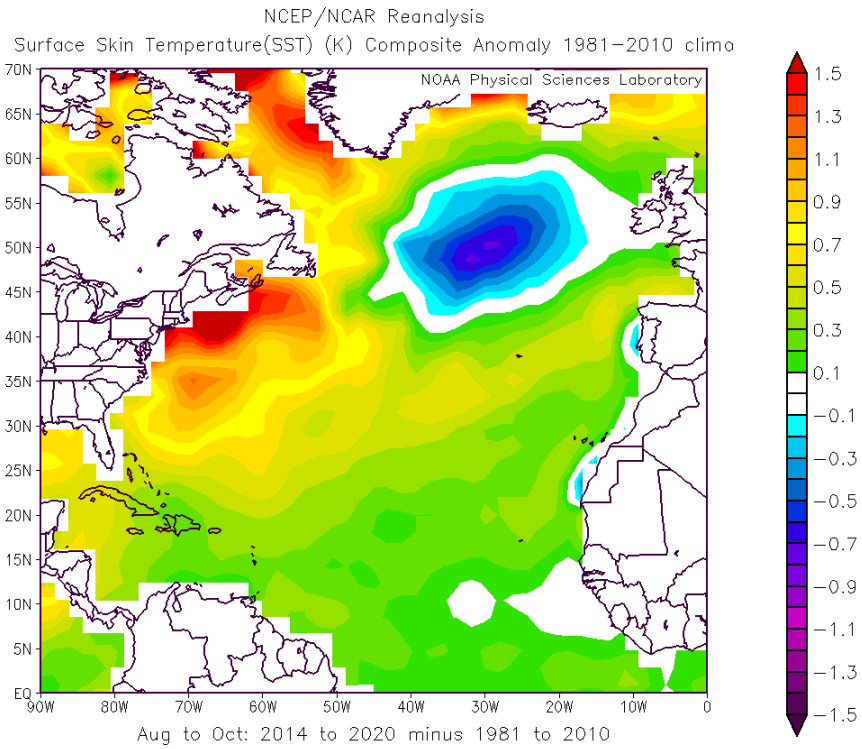 NCEP/NCAR Reanalysis
Surface Skin Temperature(SST) (K) Composite Anomaly 1981-2010 climo
NOAA Physical Sciences Laboratory
70N
65N
60N
55N
50N
45N
40N
35N
30N
25N
20N
15N
10N
5N
EQ
90W 80W 70W 60W 50W 40W 30W 20W 10W 0
1.5
1.3
1.1
0.9
0.7
0.5
0.3
0.1
-0.1
-0.3
-0.5
-0.7
-0.9
-1.1
-1.3
-1.5
Aug to Oct: 2014 to 2020 minus 1981 to 2010